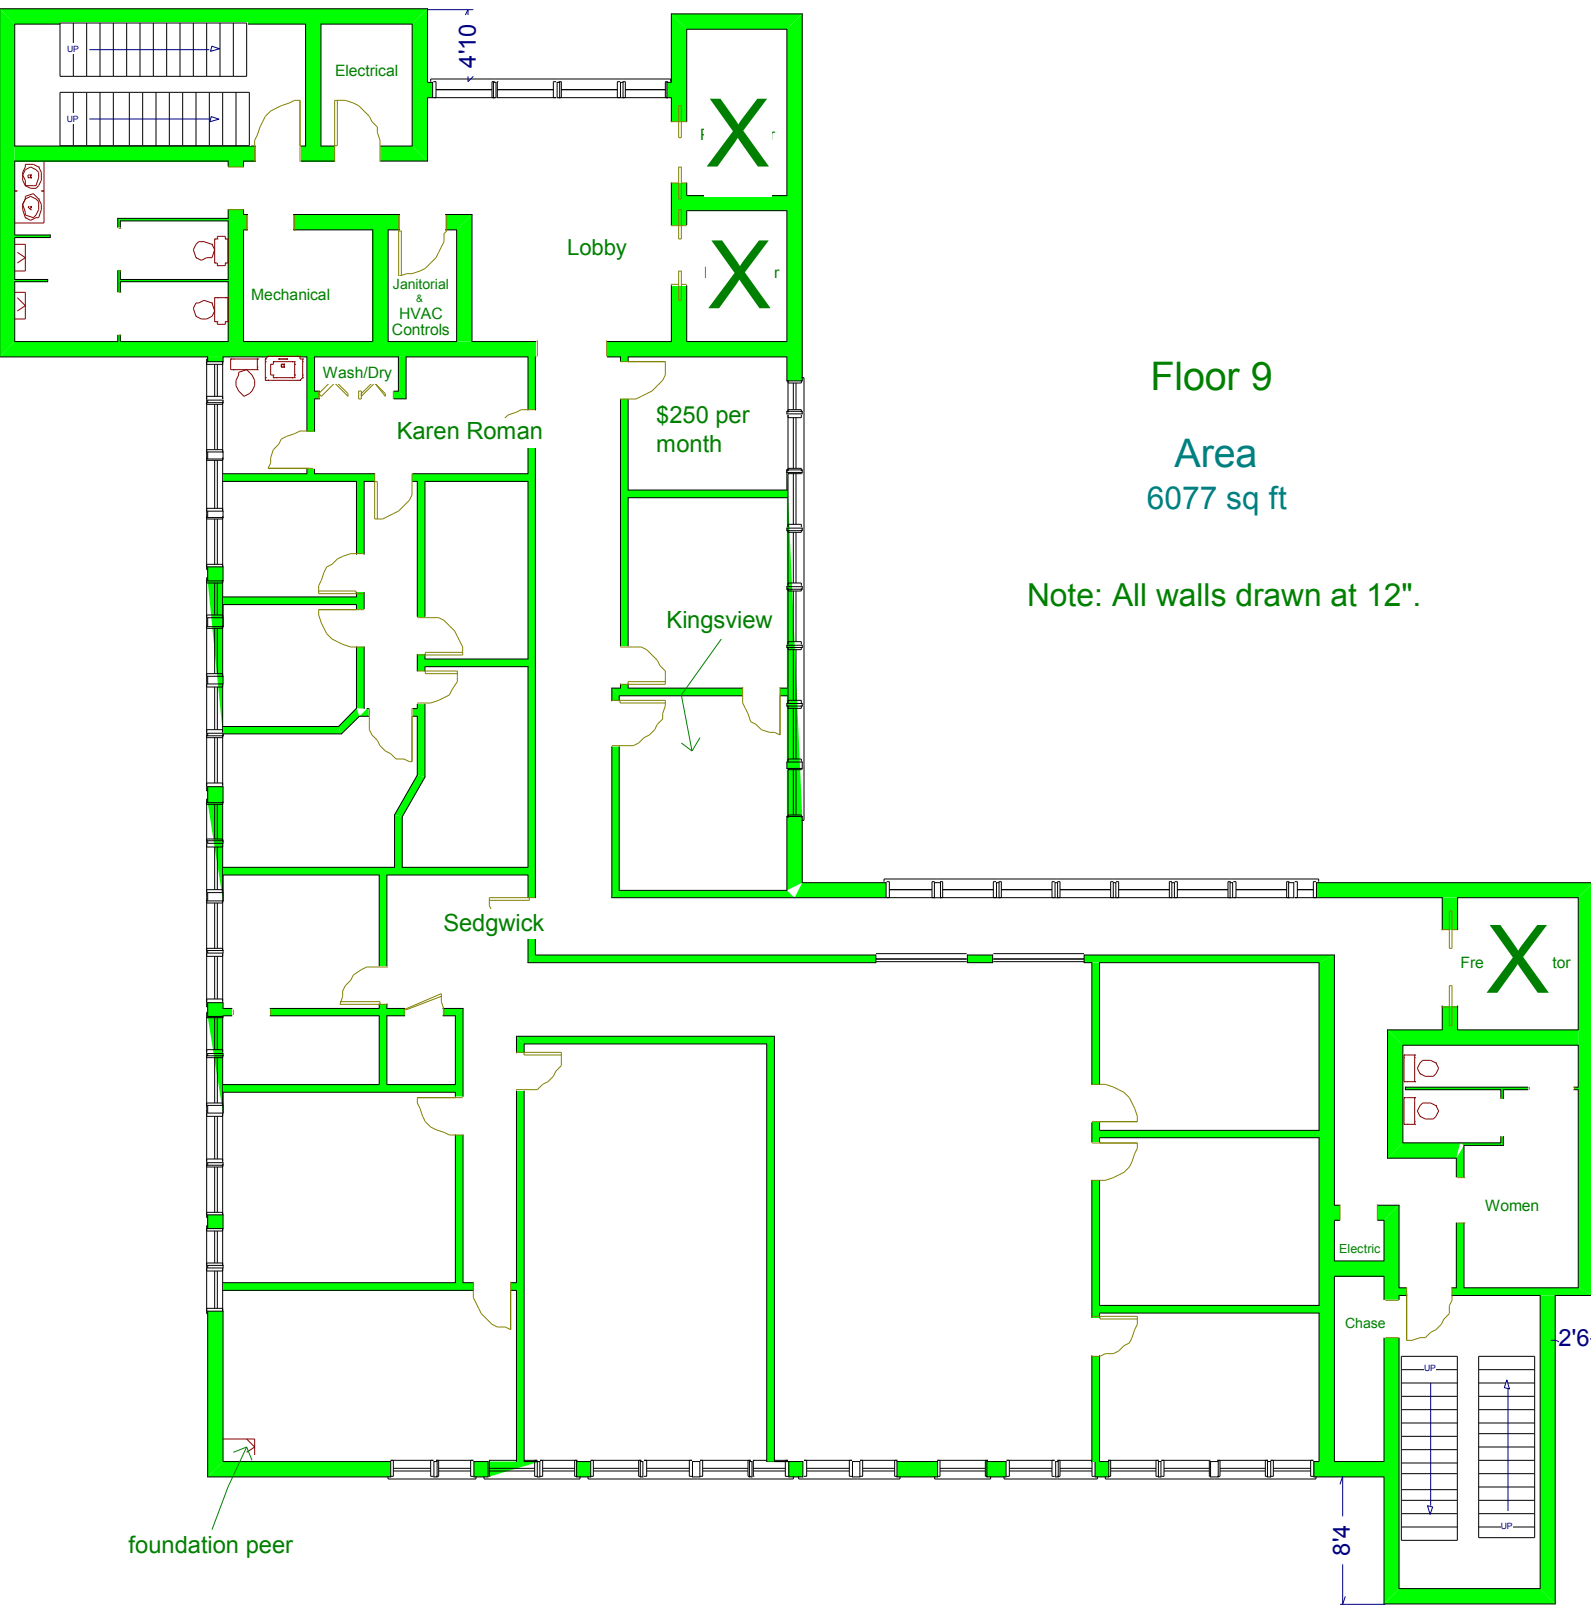 UP
UP
Electrical
4'10
Lobby
Mechanical
Janitorial
&
HVAC
Controls
X
r
X
r
Wash/Dry
Karen Roman
$250 per
month
Floor 9
Area
6077 sq ft
Note: All walls drawn at 12".
Kingsview
Sedgwick
Fre X tor
Women
Electric
Chase
2'6
UP
UP
8'4
foundation peer